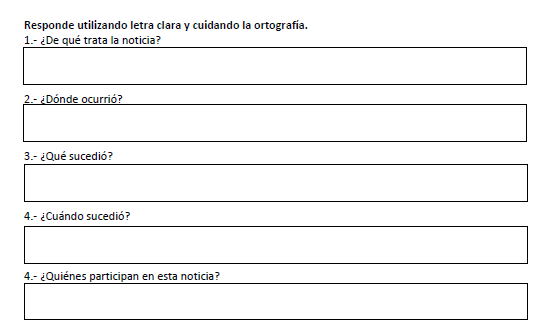 Responde utilizando letra clara y cuidando la ortografía.
1.- ¿De qué trata la noticia?
2.- ¿Dónde ocurrió?
3.- ¿Qué sucedió?
4.- ¿Cuándo sucedió?
4.- ¿Quiénes participan en esta noticia?